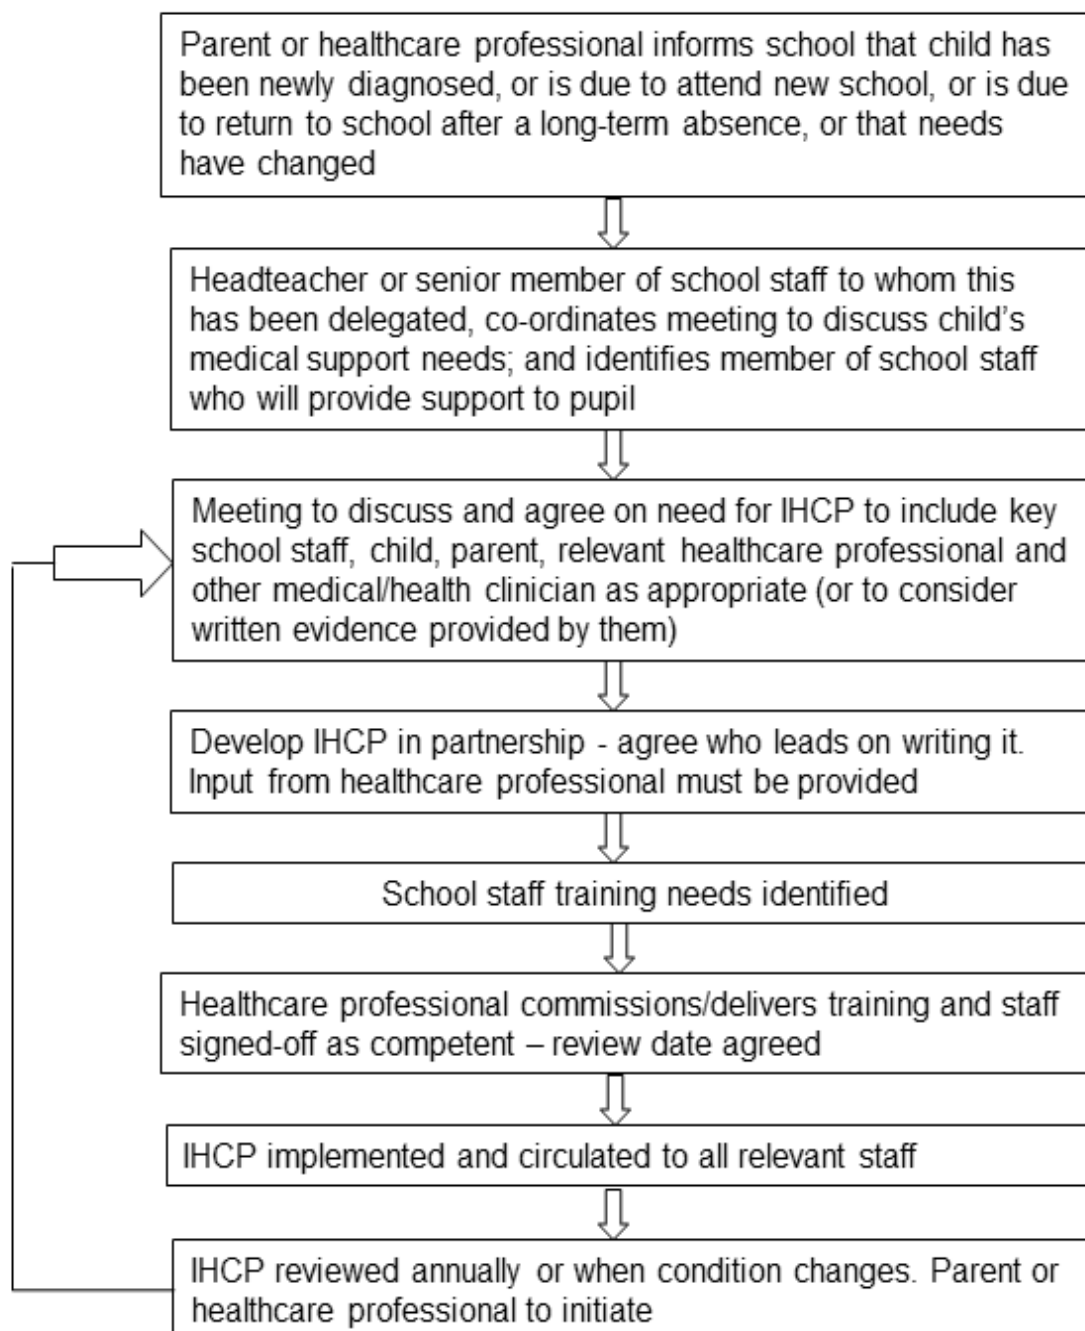 Parent or healthcare professional informs school that child has
been newly diagnosed, or is due to attend new school, or is due
to return to school after a long-term absence, or that needs
have changed
Headteacher or senior member of school staff to whom this
has been delegated, co-ordinates meeting to discuss child’s
medical support needs; and identifies member of school staff
who will provide support to pupil
Meeting to discuss and agree on need for IHCP to include key
school staff, child, parent, relevant healthcare professional and
other medical/health clinician as appropriate (or to consider
written evidence provided by them)
Develop IHCP in partnership - agree who leads on writing it.
Input from healthcare professional must be provided
School staff training needs identified
Healthcare professional commissions/delivers training and staff
signed-off as competent – review date agreed
IHCP implemented and circulated to all relevant staff
IHCP reviewed annually or when condition changes. Parent or
healthcare professional to initiate